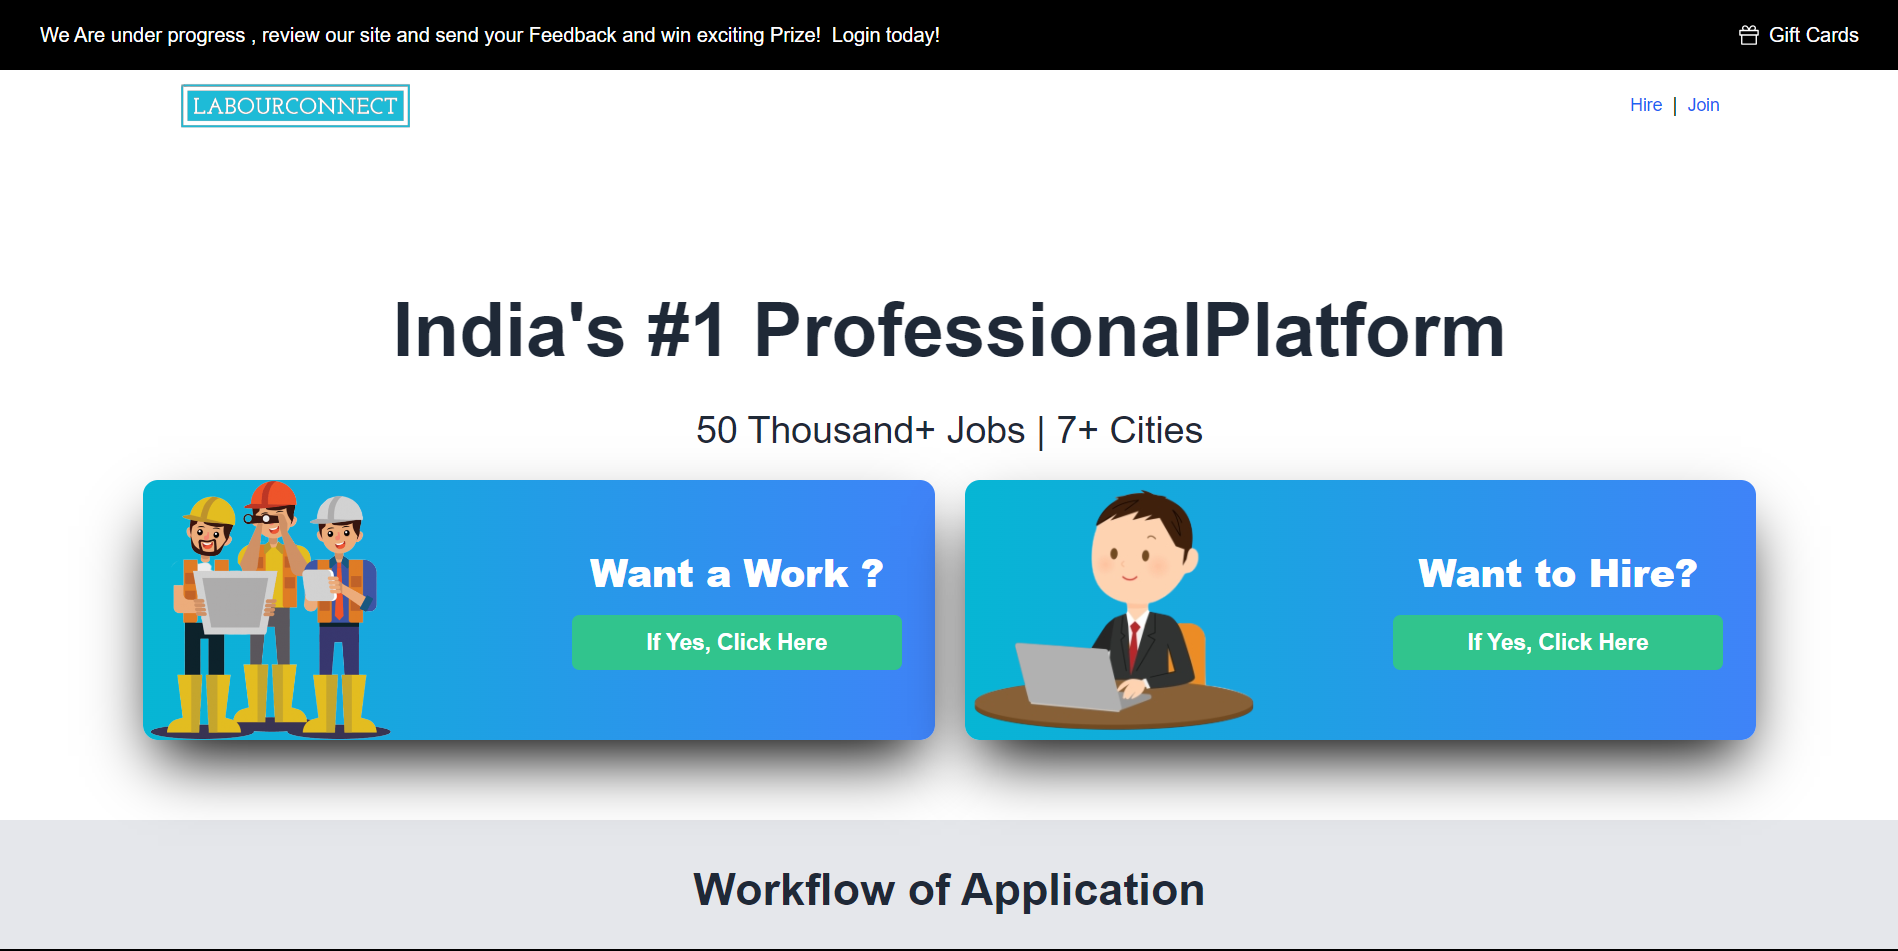 We Are under progress , review our site and send your Feedback and win exciting Prize!  Login today!
Gift Cards
LABOURCONNECT
Hire | Join
India's #1 ProfessionalPlatform
50 Thousand+ Jobs | 7+ Cities
Want a Work ?
If Yes, Click Here
Want to Hire?
If Yes, Click Here
Workflow of Application